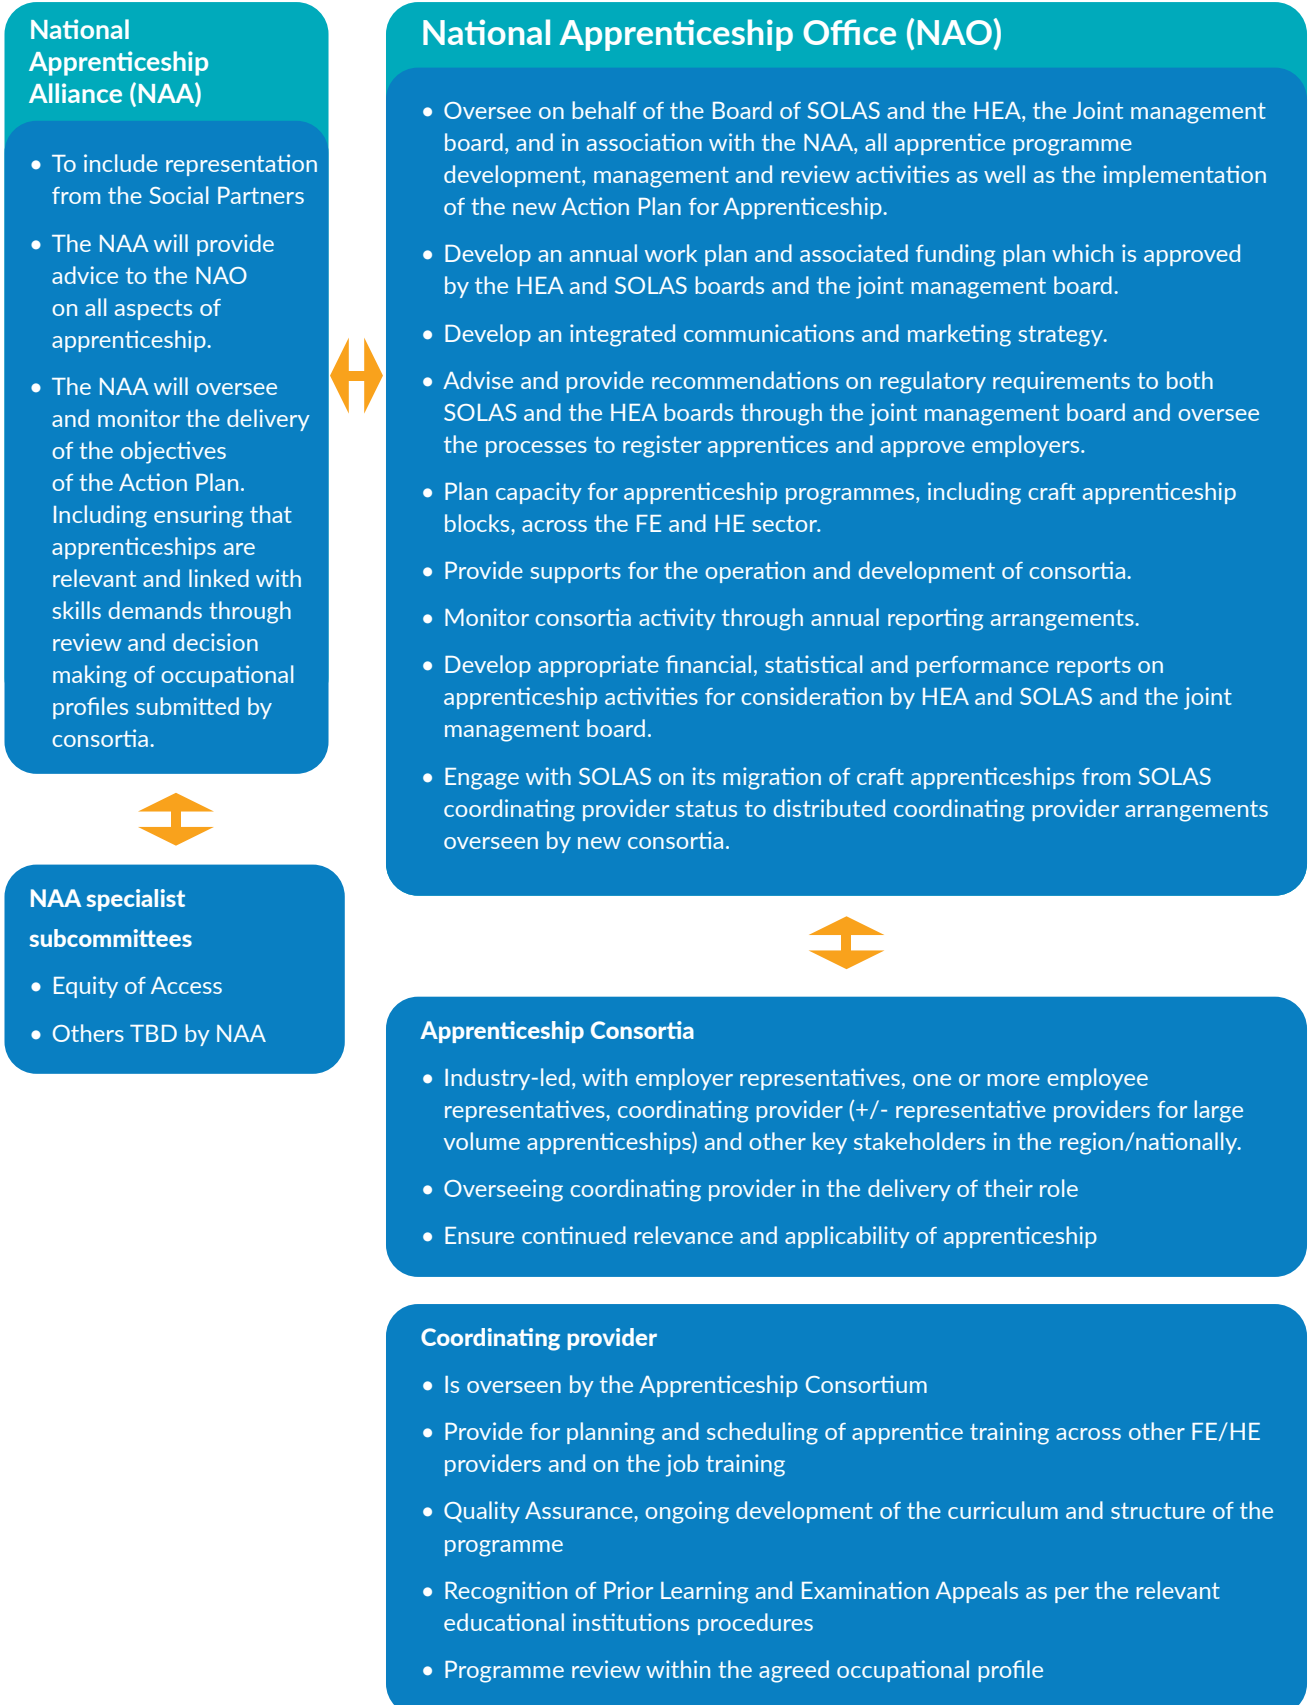 National
Apprenticeship
Alliance (NAA)
• To include representation
from the Social Partners
• The NAA will provide
advice to the NAO
on all aspects of
apprenticeship.
• The NAA will oversee
and monitor the delivery
of the objectives
of the Action Plan.
Including ensuring that
apprenticeships are
relevant and linked with
skills demands through
review and decision
making of occupational
profiles submitted by
consortia.
NAA specialist
subcommittees
• Equity of Access
• Others TBD by NAA
National Apprenticeship Office (NAO)
• Oversee on behalf of the Board of SOLAS and the HEA, the Joint management
board, and in association with the NAA, all apprentice programme
development, management and review activities as well as the implementation
of the new Action Plan for Apprenticeship.
• Develop an annual work plan and associated funding plan which is approved
by the HEA and SOLAS boards and the joint management board.
• Develop an integrated communications and marketing strategy.
• Advise and provide recommendations on regulatory requirements to both
SOLAS and the HEA boards through the joint management board and oversee
the processes to register apprentices and approve employers.
• Plan capacity for apprenticeship programmes, including craft apprenticeship
blocks, across the FE and HE sector.
• Provide supports for the operation and development of consortia.
• Monitor consortia activity through annual reporting arrangements.
• Develop appropriate financial, statistical and performance reports on
apprenticeship activities for consideration by HEA and SOLAS and the joint
management board.
• Engage with SOLAS on its migration of craft apprenticeships from SOLAS
coordinating provider status to distributed coordinating provider arrangements
overseen by new consortia.
Apprenticeship Consortia
• Industry-led, with employer representatives, one or more employee
representatives, coordinating provider (+/- representative providers for large
volume apprenticeships) and other key stakeholders in the region/nationally.
• Overseeing coordinating provider in the delivery of their role
• Ensure continued relevance and applicability of apprenticeship
Coordinating provider
• Is overseen by the Apprenticeship Consortium
• Provide for planning and scheduling of apprentice training across other FE/HE
providers and on the job training
• Quality Assurance, ongoing development of the curriculum and structure of the
programme
• Recognition of Prior Learning and Examination Appeals as per the relevant
educational institutions procedures
• Programme review within the agreed occupational profile